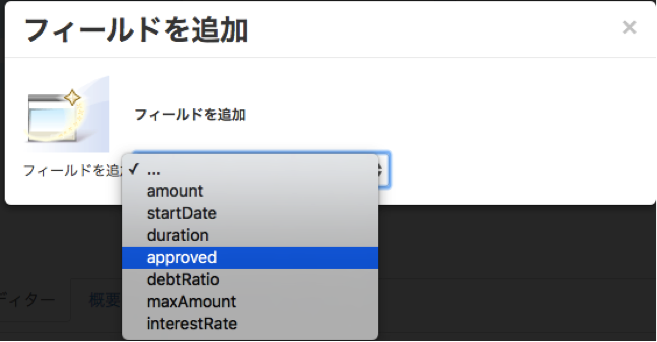 フィールドを追加
×
フィールドを追加
フィールドを追
✓ ...
amount
startDate
duration
approved
debtRatio
maxAmount
interestRate
ディター
概要